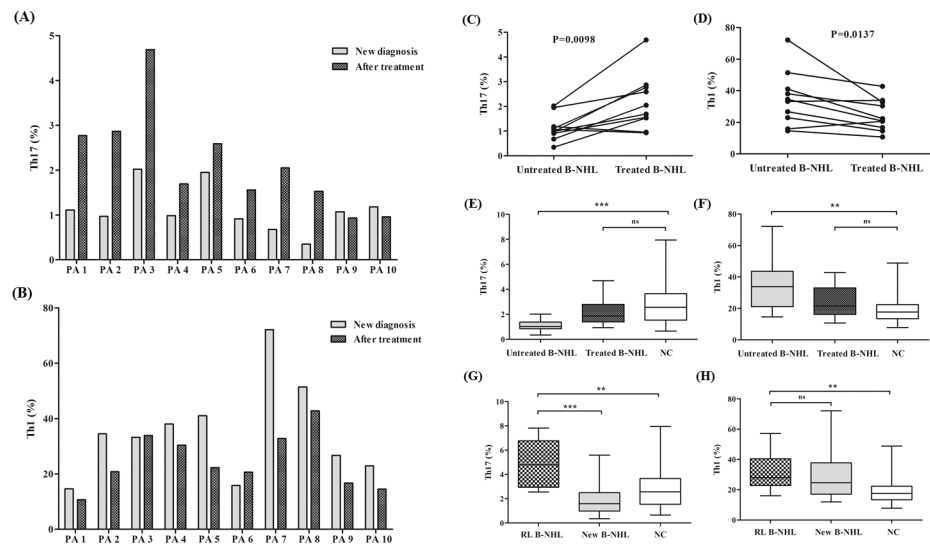 (A)
5
4
3
2
1
0
Th17 (%)
New diagnosis
After treatment
PA 1 PA 2 PA 3 PA 4 PA 5 PA 6 PA 7 PA 8 PA 9 PA 10
(B)
80
60
40
20
0
Th1 (%)
New diagnosis
After treatment
PA 1 PA 2 PA 3 PA 4 PA 5 PA 6 PA 7 PA 8 PA 9 PA 10
(C)
P=0.0098
5
4
3
2
1
0
Th17 (%)
Untreated B-NHL Treated B-NHL
(D)
P=0.0137
80
60
40
20
0
Th1 (%)
Untreated B-NHL Treated B-NHL
(E)
***
ns
10
8
6
4
2
0
Th17 (%)
Untreated B-NHL Treated B-NHL NC
(F)
**
ns
100
80
60
40
20
0
Th1 (%)
Untreated B-NHL Treated B-NHL NC
(G)
**
***
10
8
6
4
2
0
Th17 (%)
RL B-NHL New B-NHL NC
(H)
**
ns
100
80
60
40
20
0
Th1 (%)
RL B-NHL New B-NHL NC